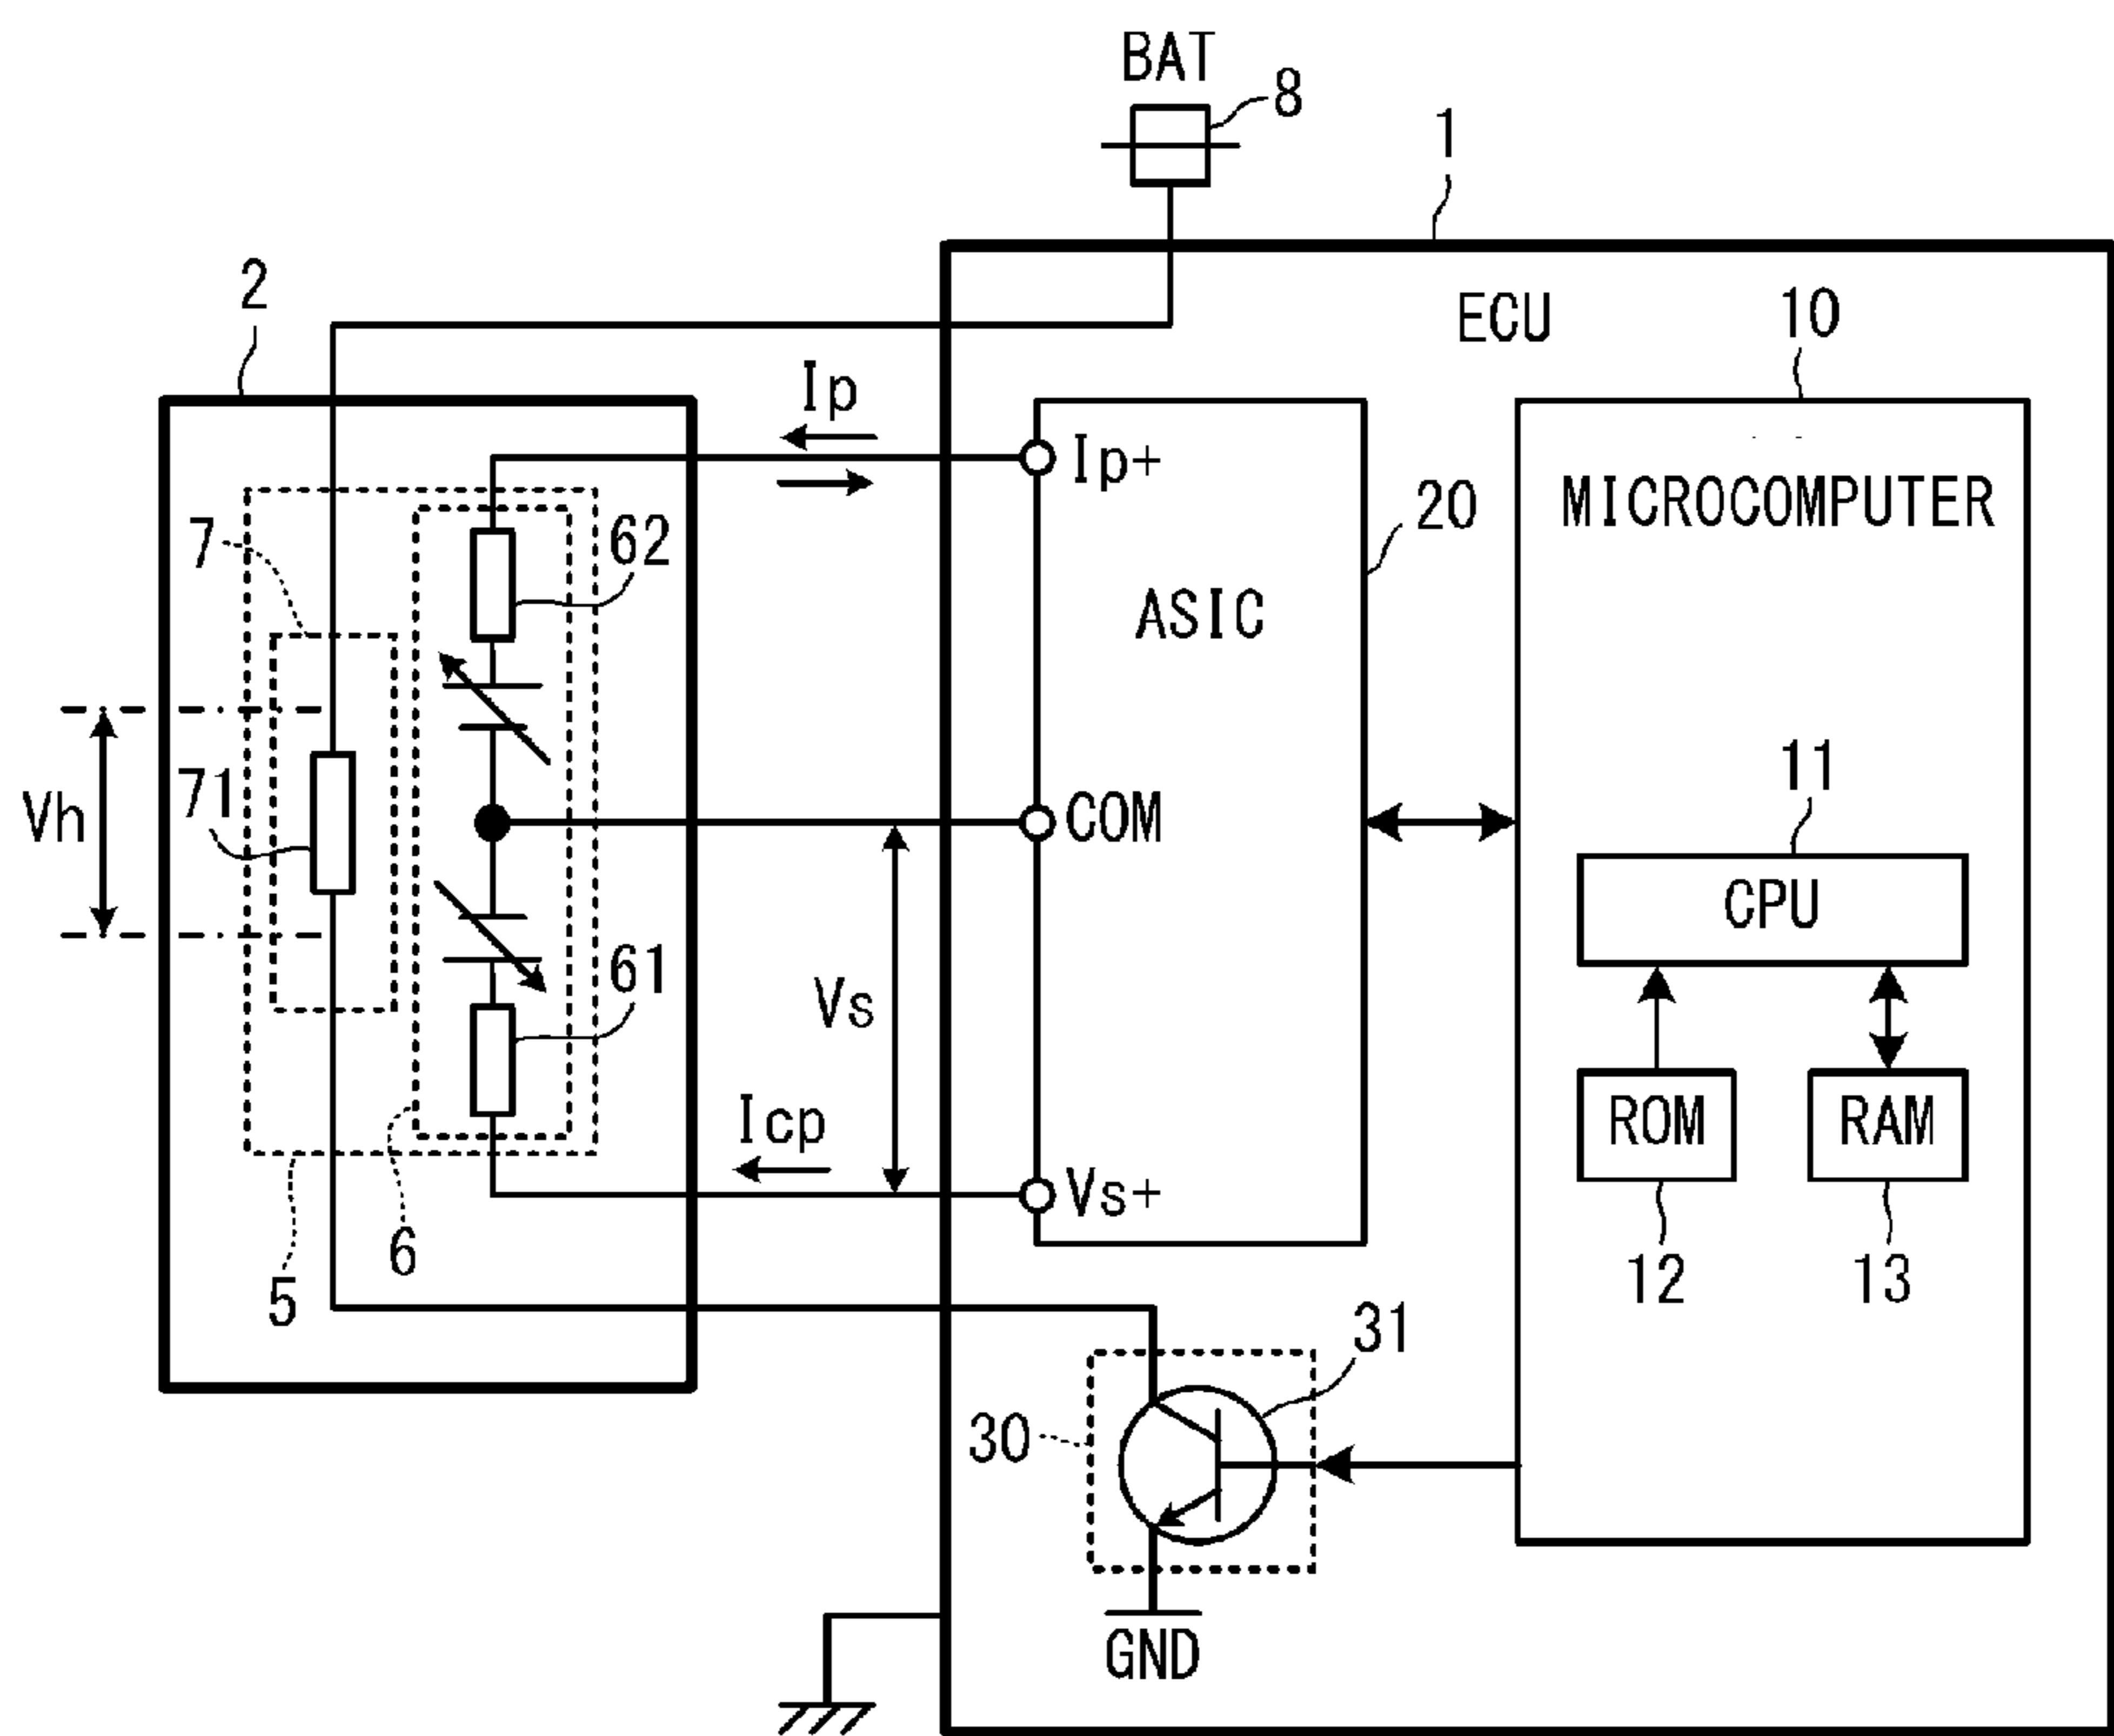 BAT
8
1
2
ECU
10
Ip
Ip+
MICROCOMPUTER
20
7
62
ASIC
11
71
Vh
COM
CPU
61
Vs
Icp
ROM
RAM
Vs+
6
5
12
13
31
30
GND